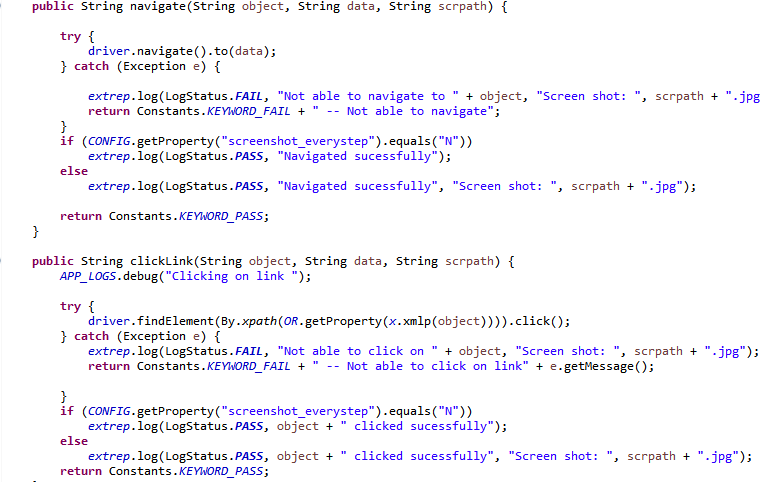 public String navigate(String object, String data, String scrpath) {
try {
driver.navigate().to(data);
} catch (Exception e) {
extrep.log(LogStatus.FAIL, "Not able to navigate to " + object, "Screen shot: ", scrpath + ".jpg
return Constants.KEYWORD_FAIL + " -- Not able to navigate";
}
if (CONFIG.getProperty("screenshot_everystep").equals("N"))
extrep.log(LogStatus.PASS, "Navigated sucessfully");
else
extrep.log(LogStatus.PASS, "Navigated sucessfully", "Screen shot: ", scrpath + ".jpg");
return Constants.KEYWORD_PASS;
}
public String clickLink(String object, String data, String scrpath) {
APP_LOGS.debug("Clicking on link ");
try {
driver.findElement(By.xpath(OR.getProperty(x.xmlp(object)))).click();
} catch (Exception e) {
extrep.log(LogStatus.FAIL, "Not able to click on " + object, "Screen shot: ", scrpath + ".jpg");
return Constants.KEYWORD_FAIL + " -- Not able to click on link" + e.getMessage();
}
if (CONFIG.getProperty("screenshot_everystep").equals("N"))
extrep.log(LogStatus.PASS, object + " clicked sucessfully");
else
extrep.log(LogStatus.PASS, object + " clicked sucessfully", "Screen shot: ", scrpath + ".jpg");
return Constants.KEYWORD_PASS;